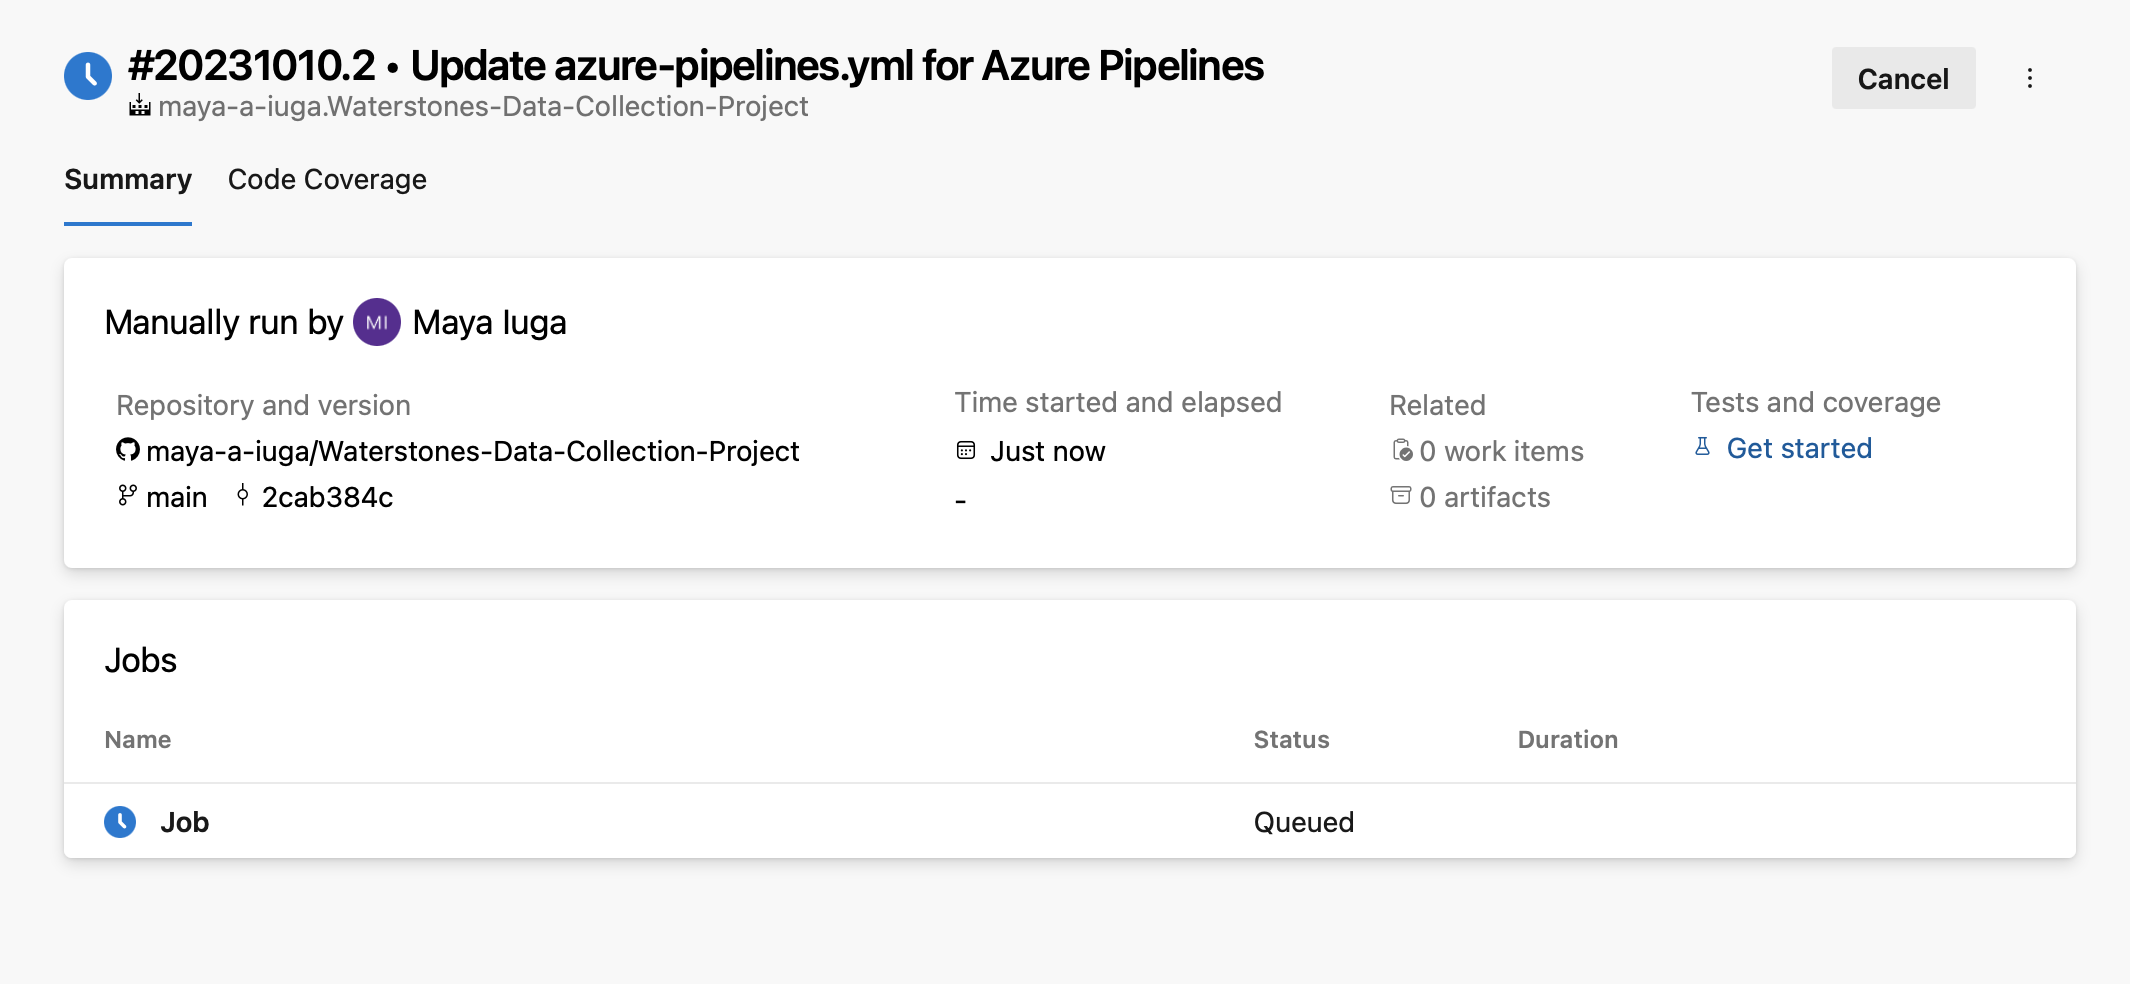 #20231010.2 • Update azure-pipelines.yml for Azure Pipelines
maya-a-iuga.Waterstones-Data-Collection-Project
Cancel
Summary
Code Coverage
Manually run by MI Maya Iuga
Repository and version
maya-a-iuga/Waterstones-Data-Collection-Project
main 2cab384c
Time started and elapsed
Just now
-
Related
0 work items
0 artifacts
Tests and coverage
Get started
Jobs
Name Status Duration
Job Queued